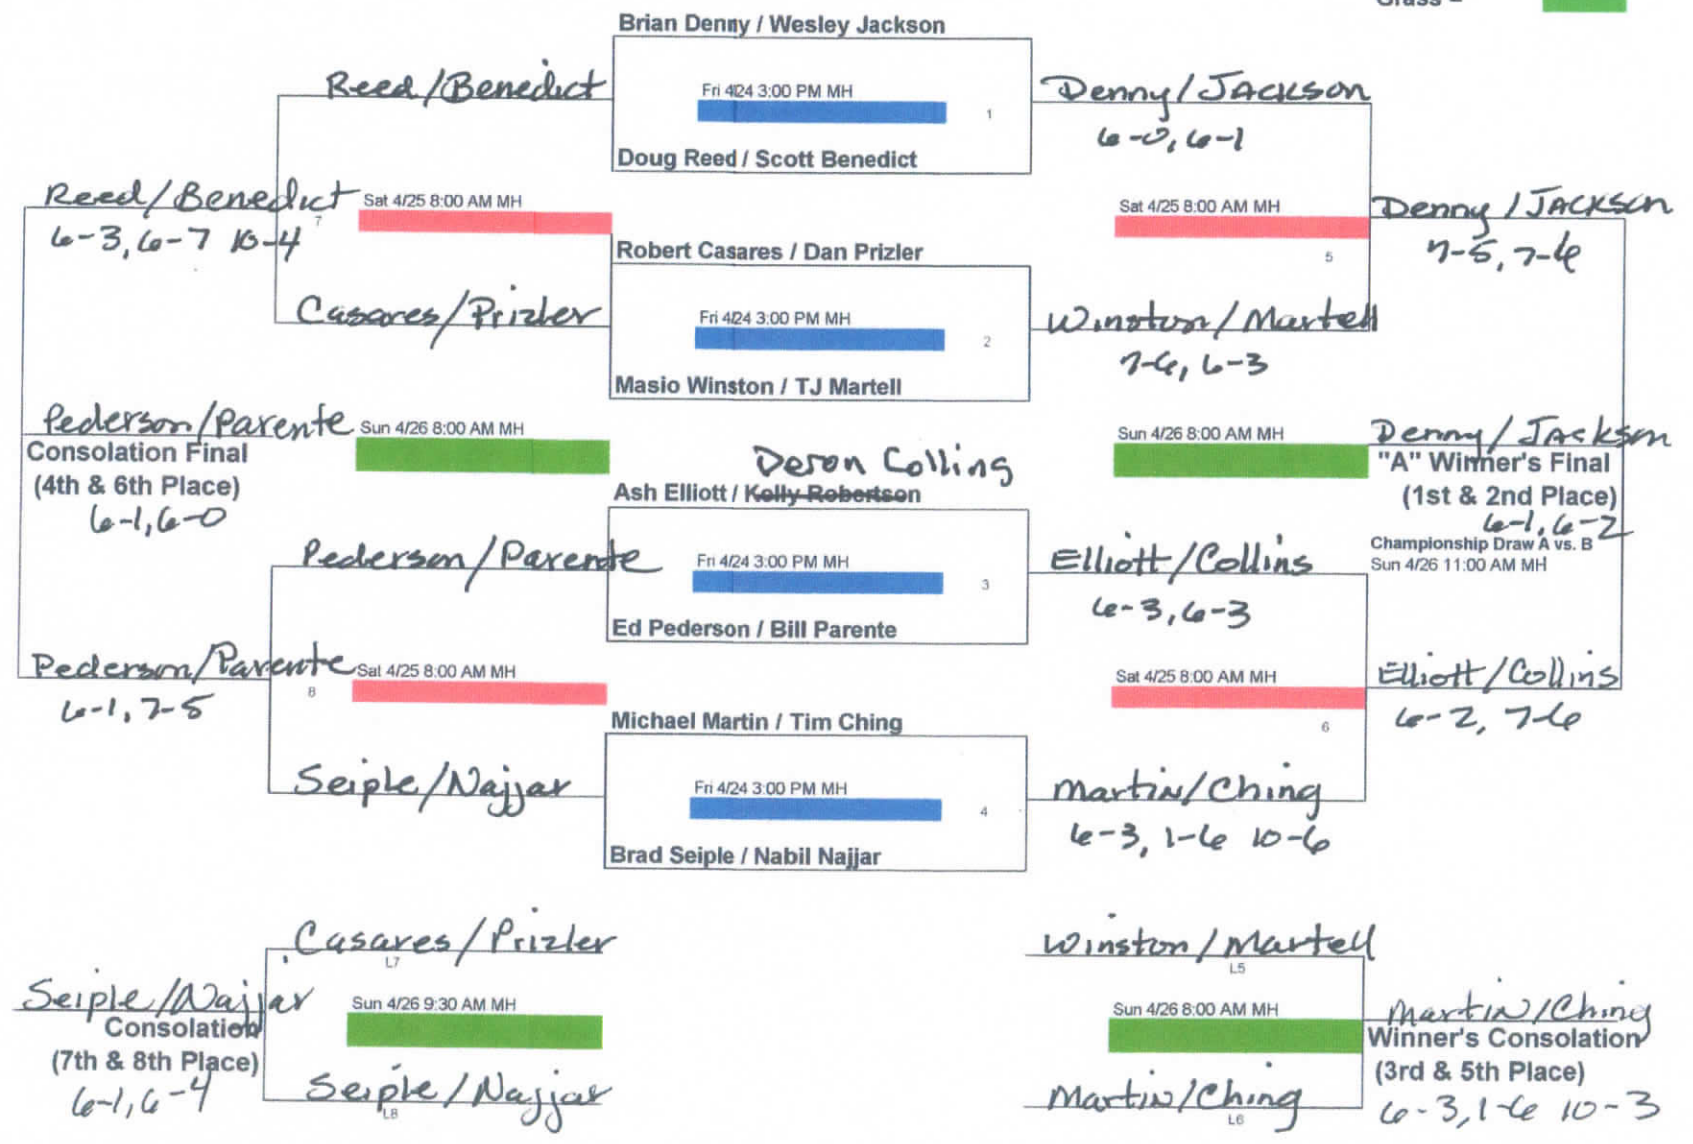 Brian Denny / Wesley Jackson
Reed/Benedict
Fri 4/24 3:00 PM MH
1
Denny/Jackson
6-0, 6-1
Doug Reed / Scott Benedict
Reed/Benedict
Sat 4/25 8:00 AM MH
7
6-3, 6-7 10-4
Sat 4/25 8:00 AM MH
5
Denny/Jackson
7-5, 7-6
Robert Casares / Dan Prizler
Casares/Prizler
Fri 4/24 3:00 PM MH
2
Winston/Martell
7-6, 6-3
Masio Winston / TJ Martell
Pederson/Parente
Sun 4/26 8:00 AM MH
Consolation Final
(4th & 6th Place)
6-1, 6-0
Sun 4/26 8:00 AM MH
Denny/Jackson
"A" Winner's Final
(1st & 2nd Place)
6-1, 6-2
Championship Draw A vs. B
Sun 4/26 11:00 AM MH
Deron Colling
Ash Elliott / Kelly Robertson
Pederson/Parente
Fri 4/24 3:00 PM MH
3
Elliott/Collins
6-3, 6-3
Ed Pederson / Bill Parente
Pederson/Parente
Sat 4/25 8:00 AM MH
8
6-1, 7-5
Sat 4/25 8:00 AM MH
6
Elliott/Collins
6-2, 7-6
Michael Martin / Tim Ching
Seiple/Najjar
Fri 4/24 3:00 PM MH
4
Martin/Ching
6-3, 1-6 10-6
Brad Seiple / Nabil Najjar
Casares/Prizler
L7
Winston/Martell
L5
Seiple/Najjar
Sun 4/26 9:30 AM MH
Consolation
(7th & 8th Place)
6-1, 6-4
Seiple/Najjar
L8
Sun 4/26 8:00 AM MH
Martin/Ching
Winner's Consolation
(3rd & 5th Place)
6-3, 1-6 10-3
Martin/Ching
L6